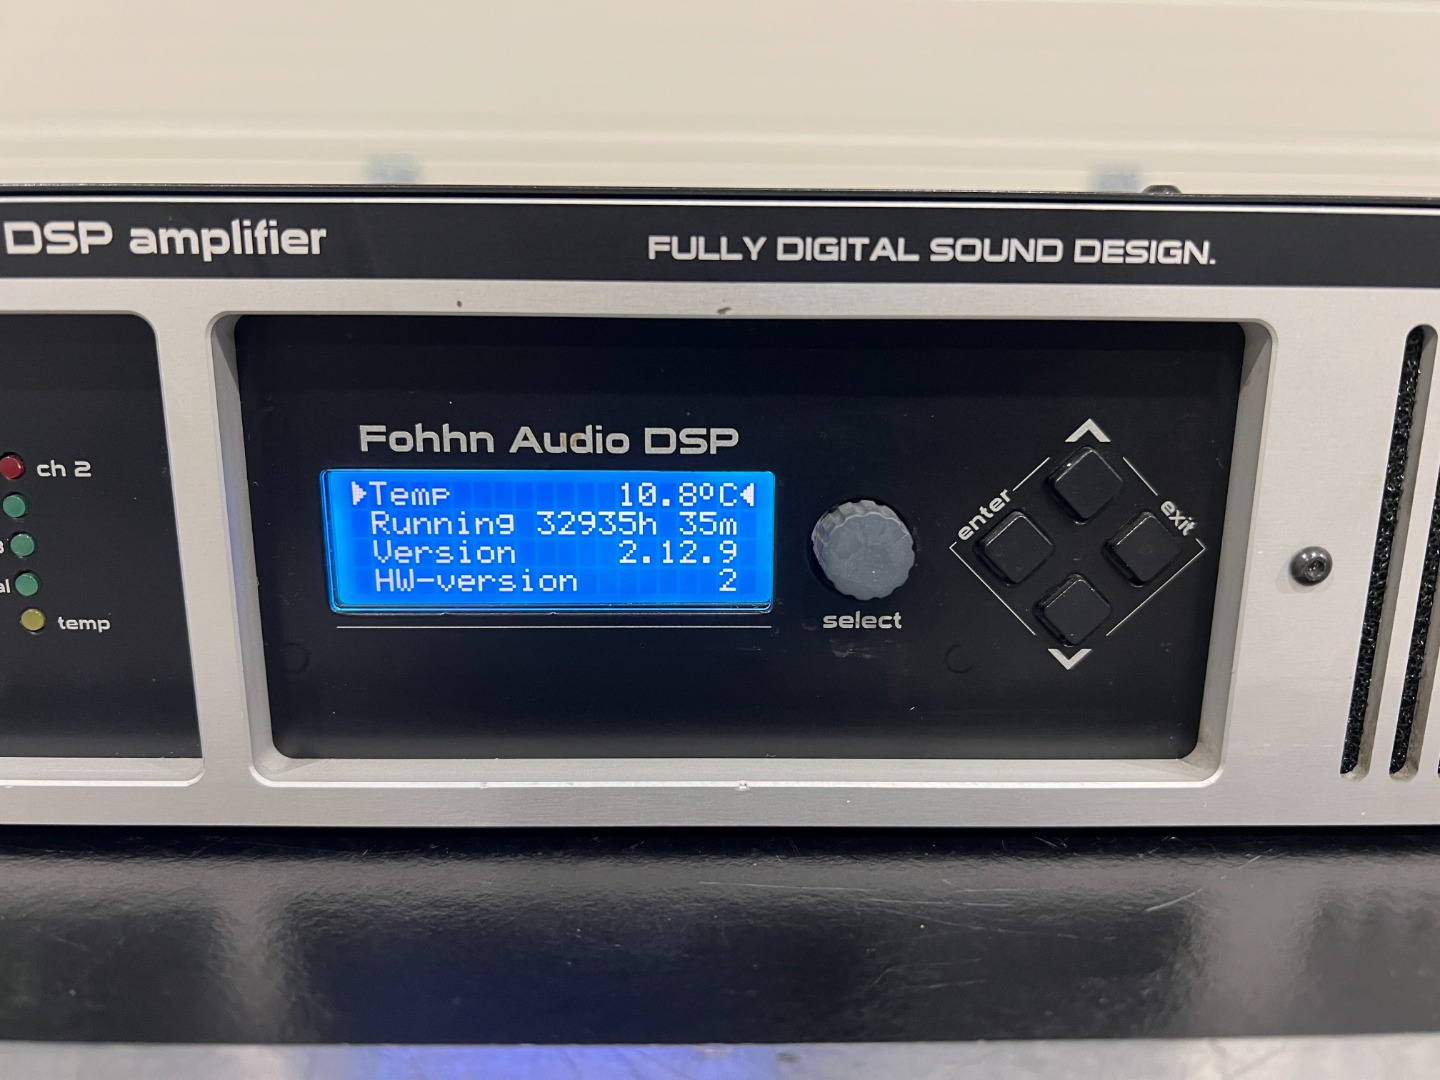 DSP amplifier
FULLY DIGITAL SOUND DESIGN.
ch 2
temp
Fohhn Audio DSP
Temp 10.8ºC
Running 32935h 35m
Version 2.12.9
HW-version 2
select
enter
exit